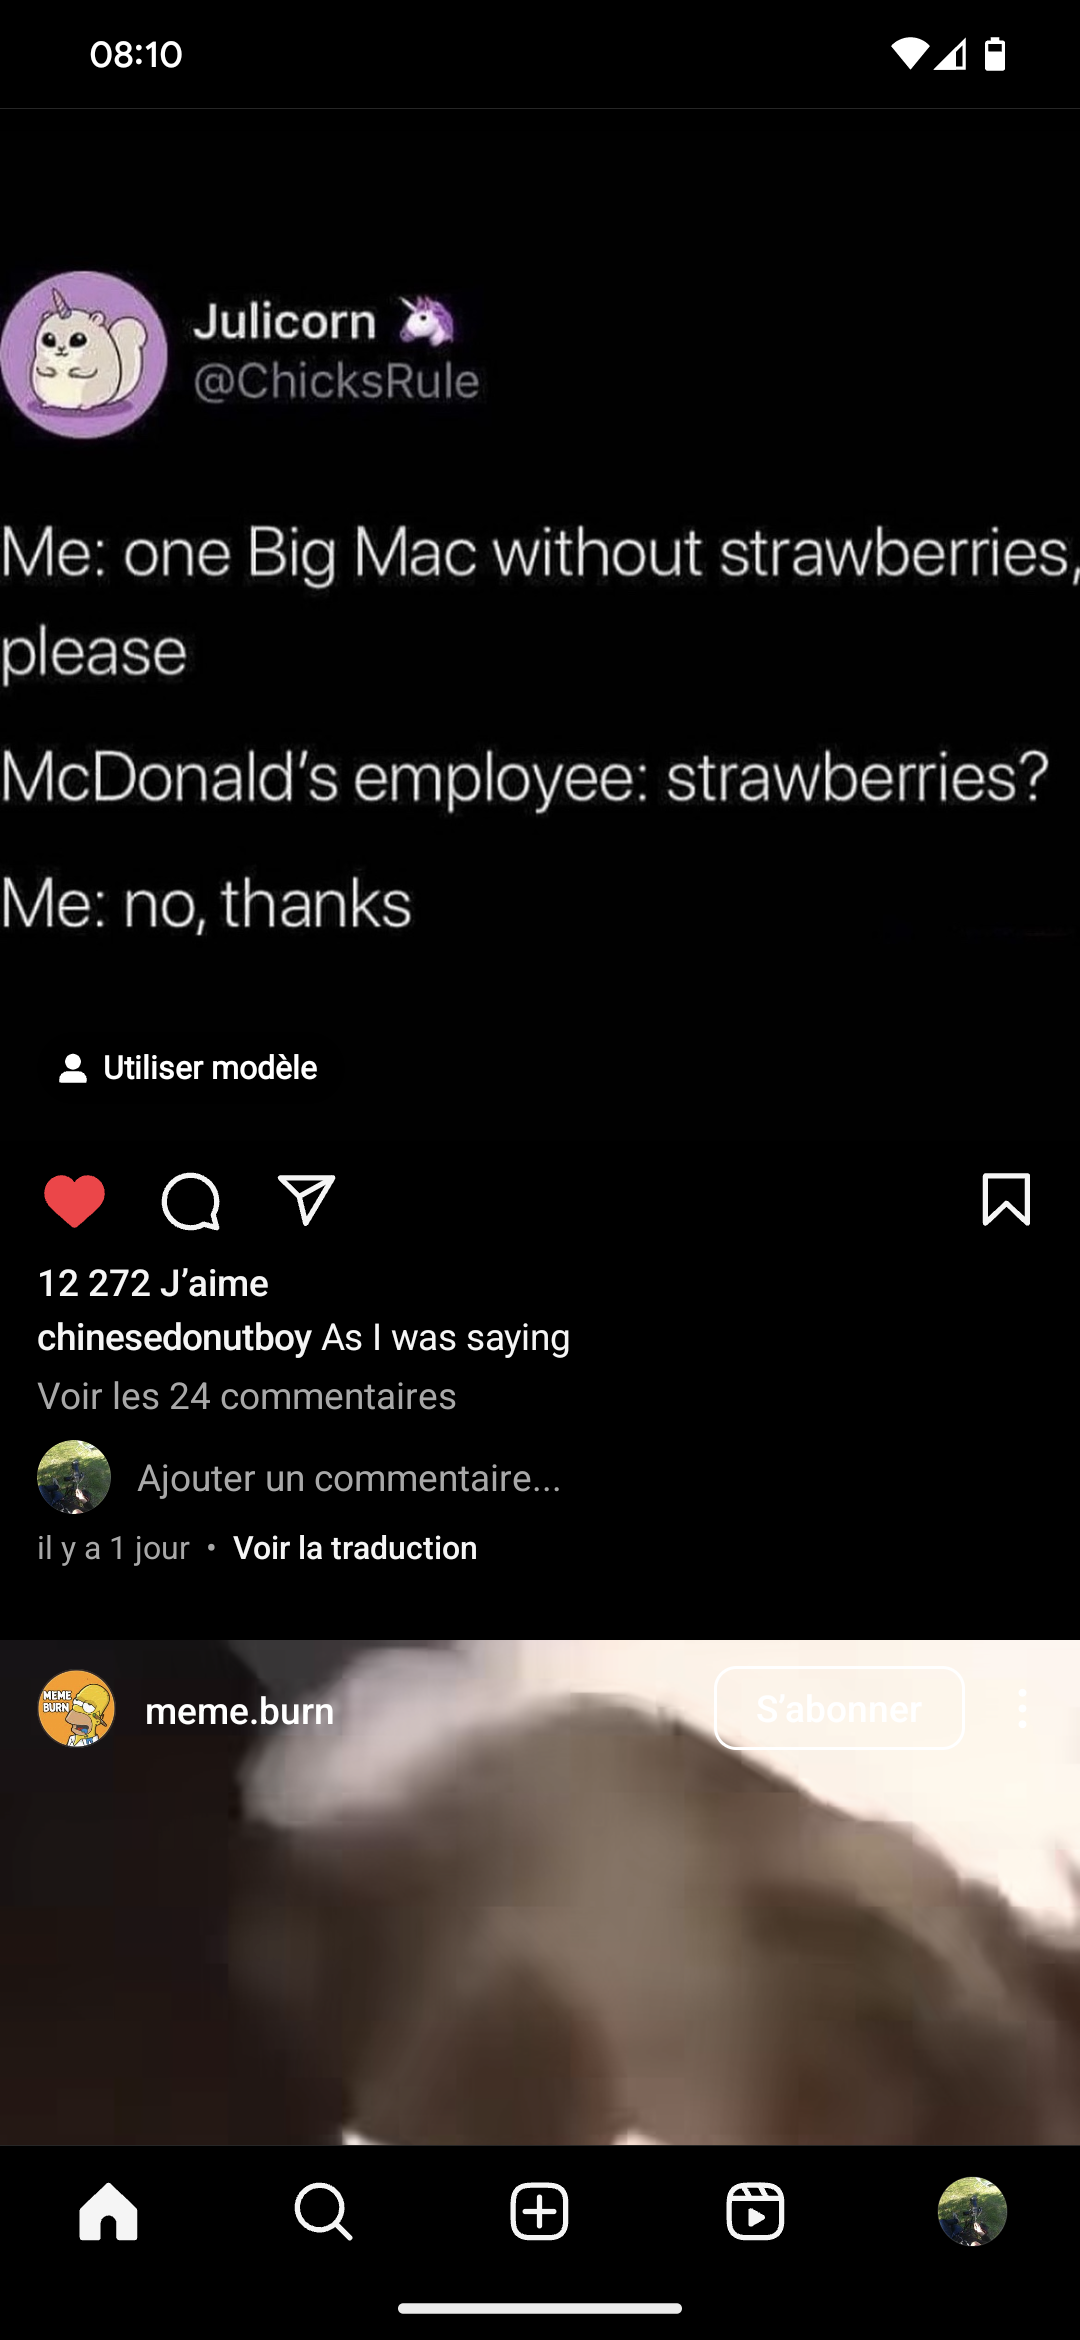 08:10
Julicorn 🦄
@ChicksRule
Me: one Big Mac without strawberries,
please
McDonald's employee: strawberries?
Me: no, thanks
Utiliser modèle
12 272 J'aime
chinesedonutboy As I was saying
Voir les 24 commentaires
Ajouter un commentaire...
il y a 1 jour • Voir la traduction
MEME
BURN
meme.burn
S'abonner